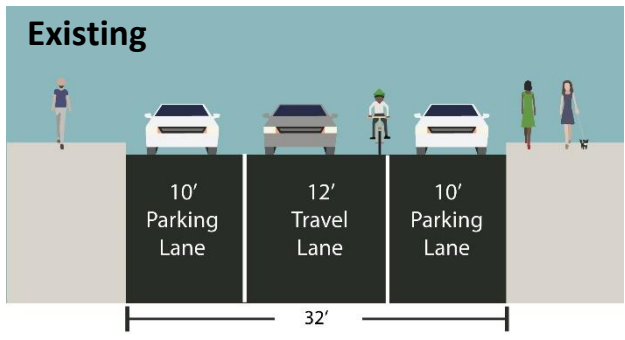 Existing
10'
Parking
Lane
12'
Travel
Lane
10'
Parking
Lane
32'